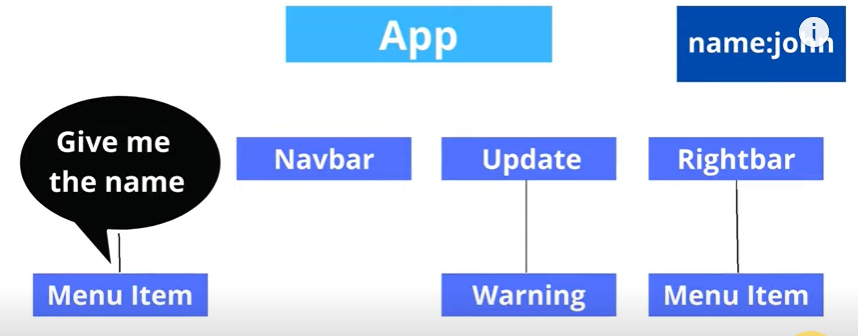 App
name:john
Give me
the name
Navbar
Update
Rightbar
Menu Item
Warning
Menu Item